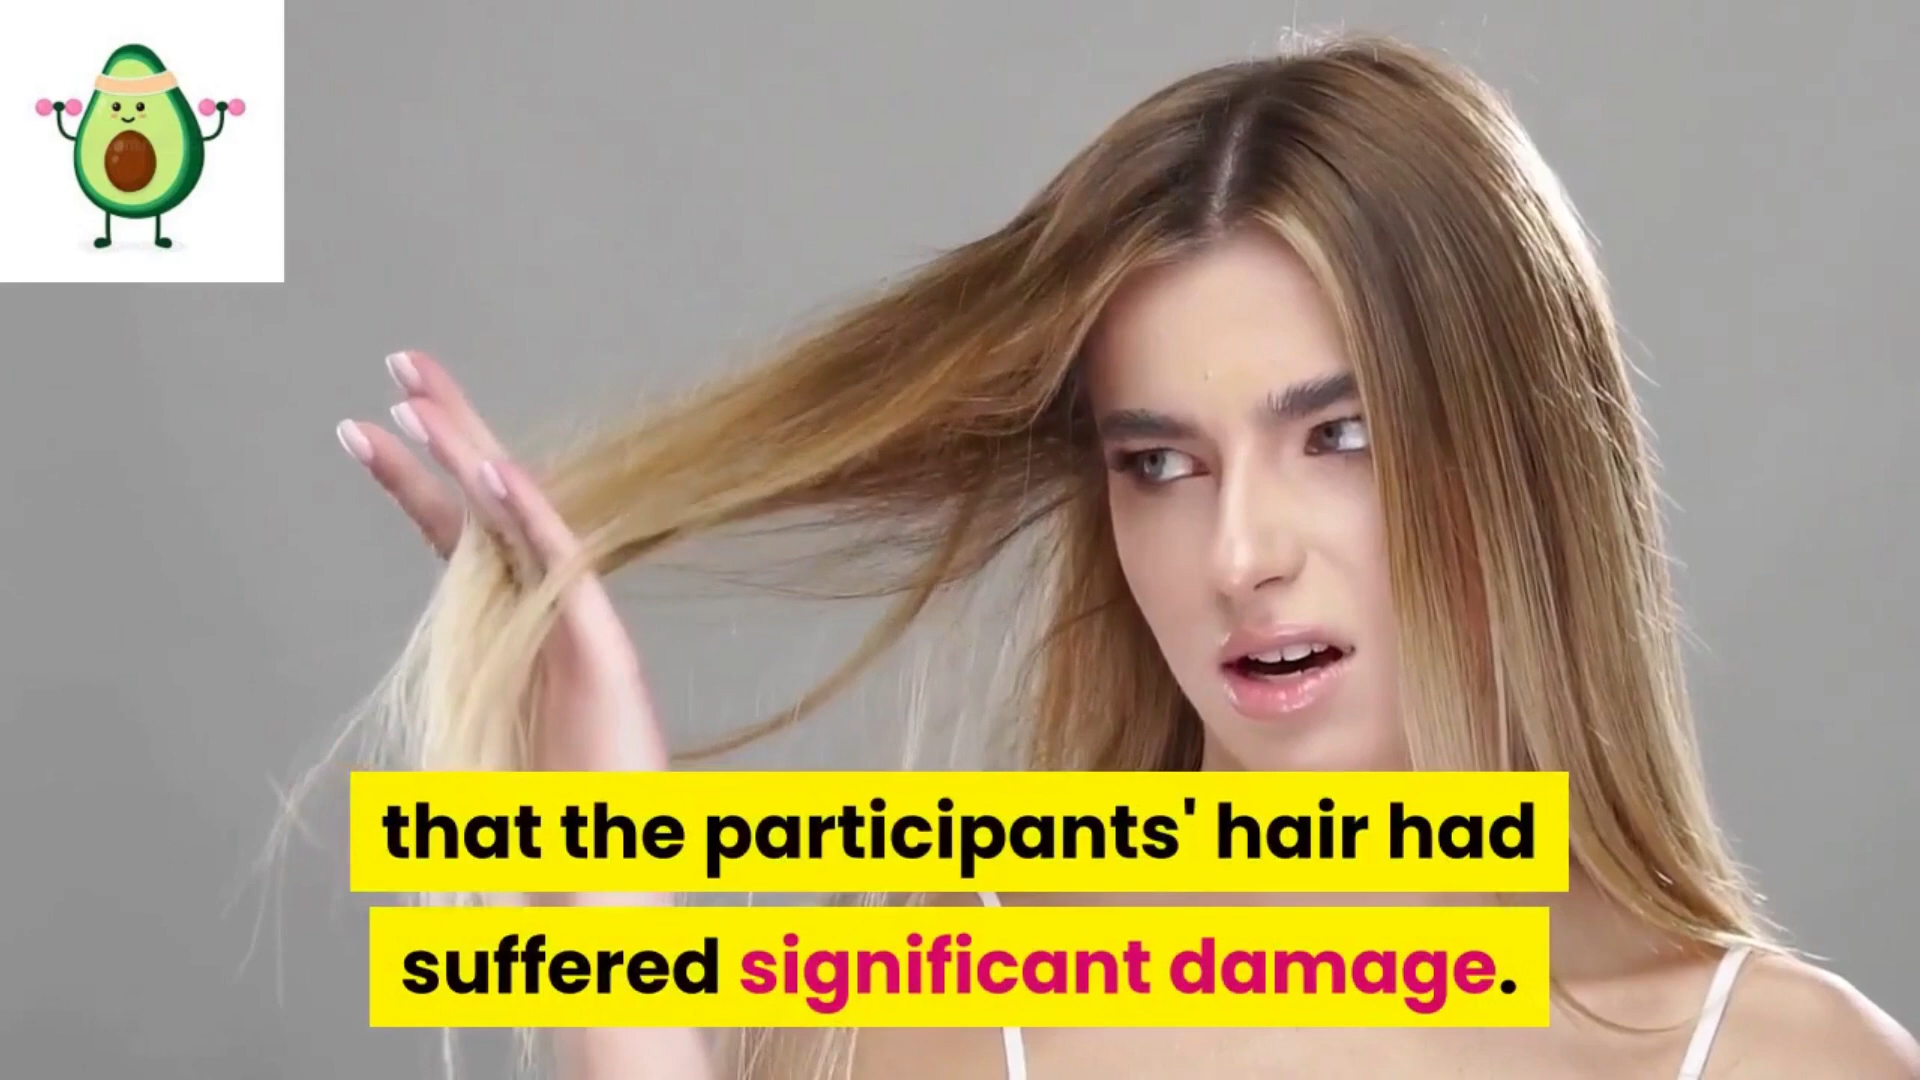 that the participants' hair had
suffered significant damage.